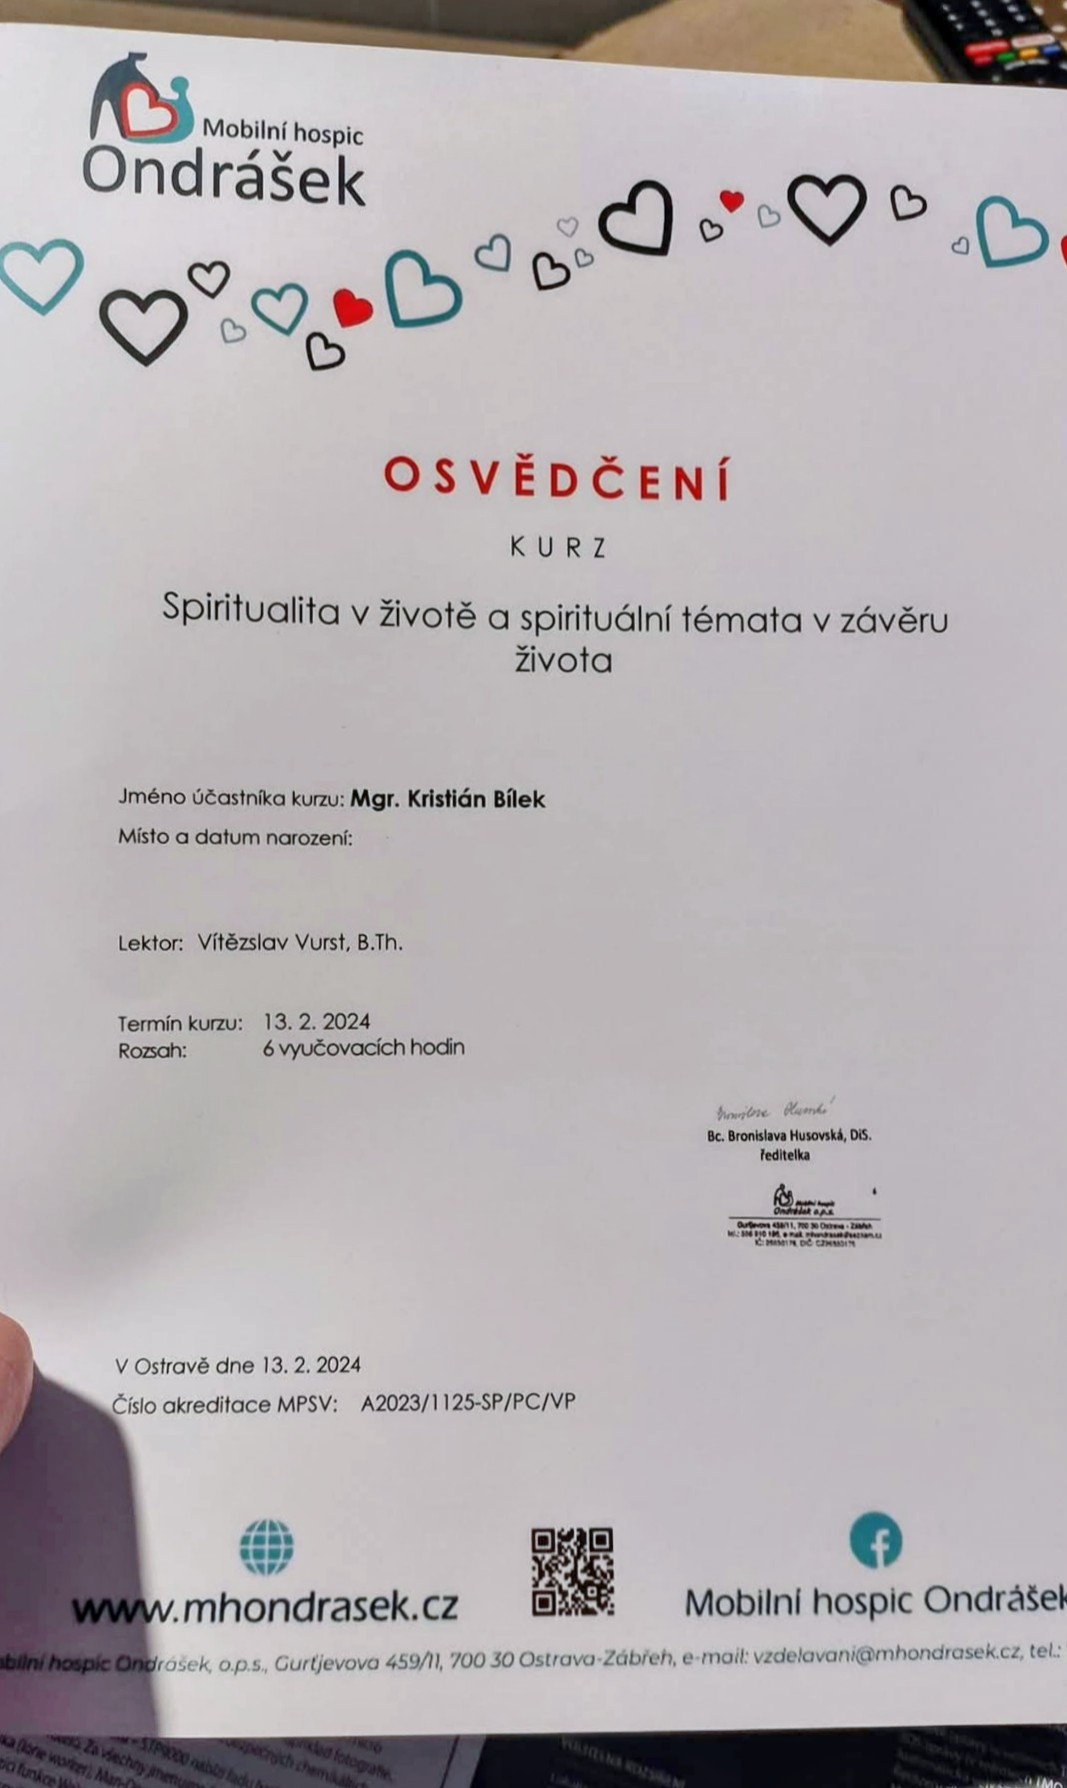 Mobilní hospic
Ondrášek
OSVĚDČENÍ
KURZ
Spiritualita v životě a spirituální témata v závěru
života
Jméno účastníka kurzu: Mgr. Kristián Bílek
Místo a datum narození:
Lektor: Vítězslav Vurst, B.Th.
Termín kurzu: 13. 2. 2024
Rozsah: 6 vyučovacích hodin
Bc. Bronislava Husovská, DiS.
ředitelka
Ondrášek o.p.s.
V Ostravě dne 13. 2. 2024
Číslo akreditace MPSV: A2023/1125-SP/PC/VP
www.mhondrasek.cz
Mobilní hospic Ondrášek
bilní hospic Ondrášek, o.p.s., Gurťjevova 459/11, 700 30 Ostrava-Zábřeh, e-mail: vzdelavani@mhondrasek.cz, tel.: